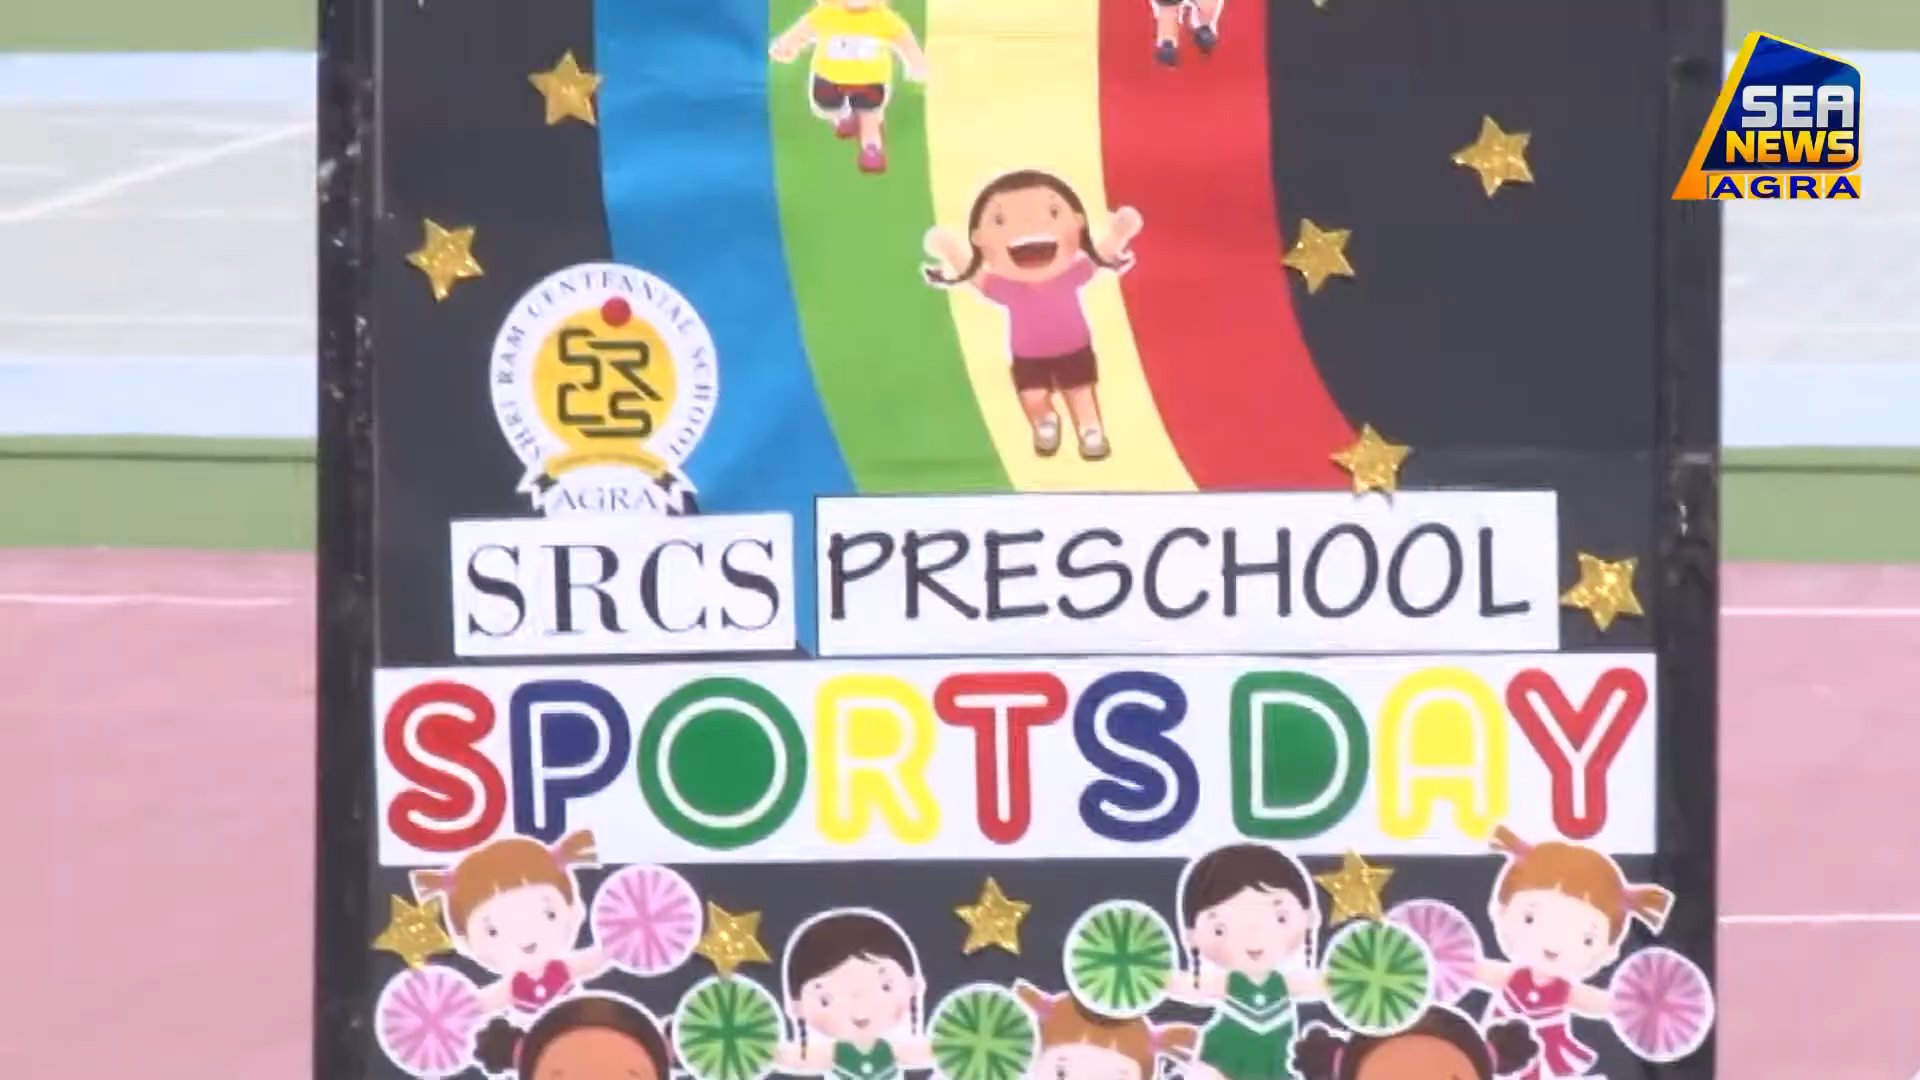 SEA
NEWS
AGRA
SHRI RAM CENTENNIAL SCHOOL
SRCS
AGRA
SRCS PRESCHOOL
SPORTS DAY